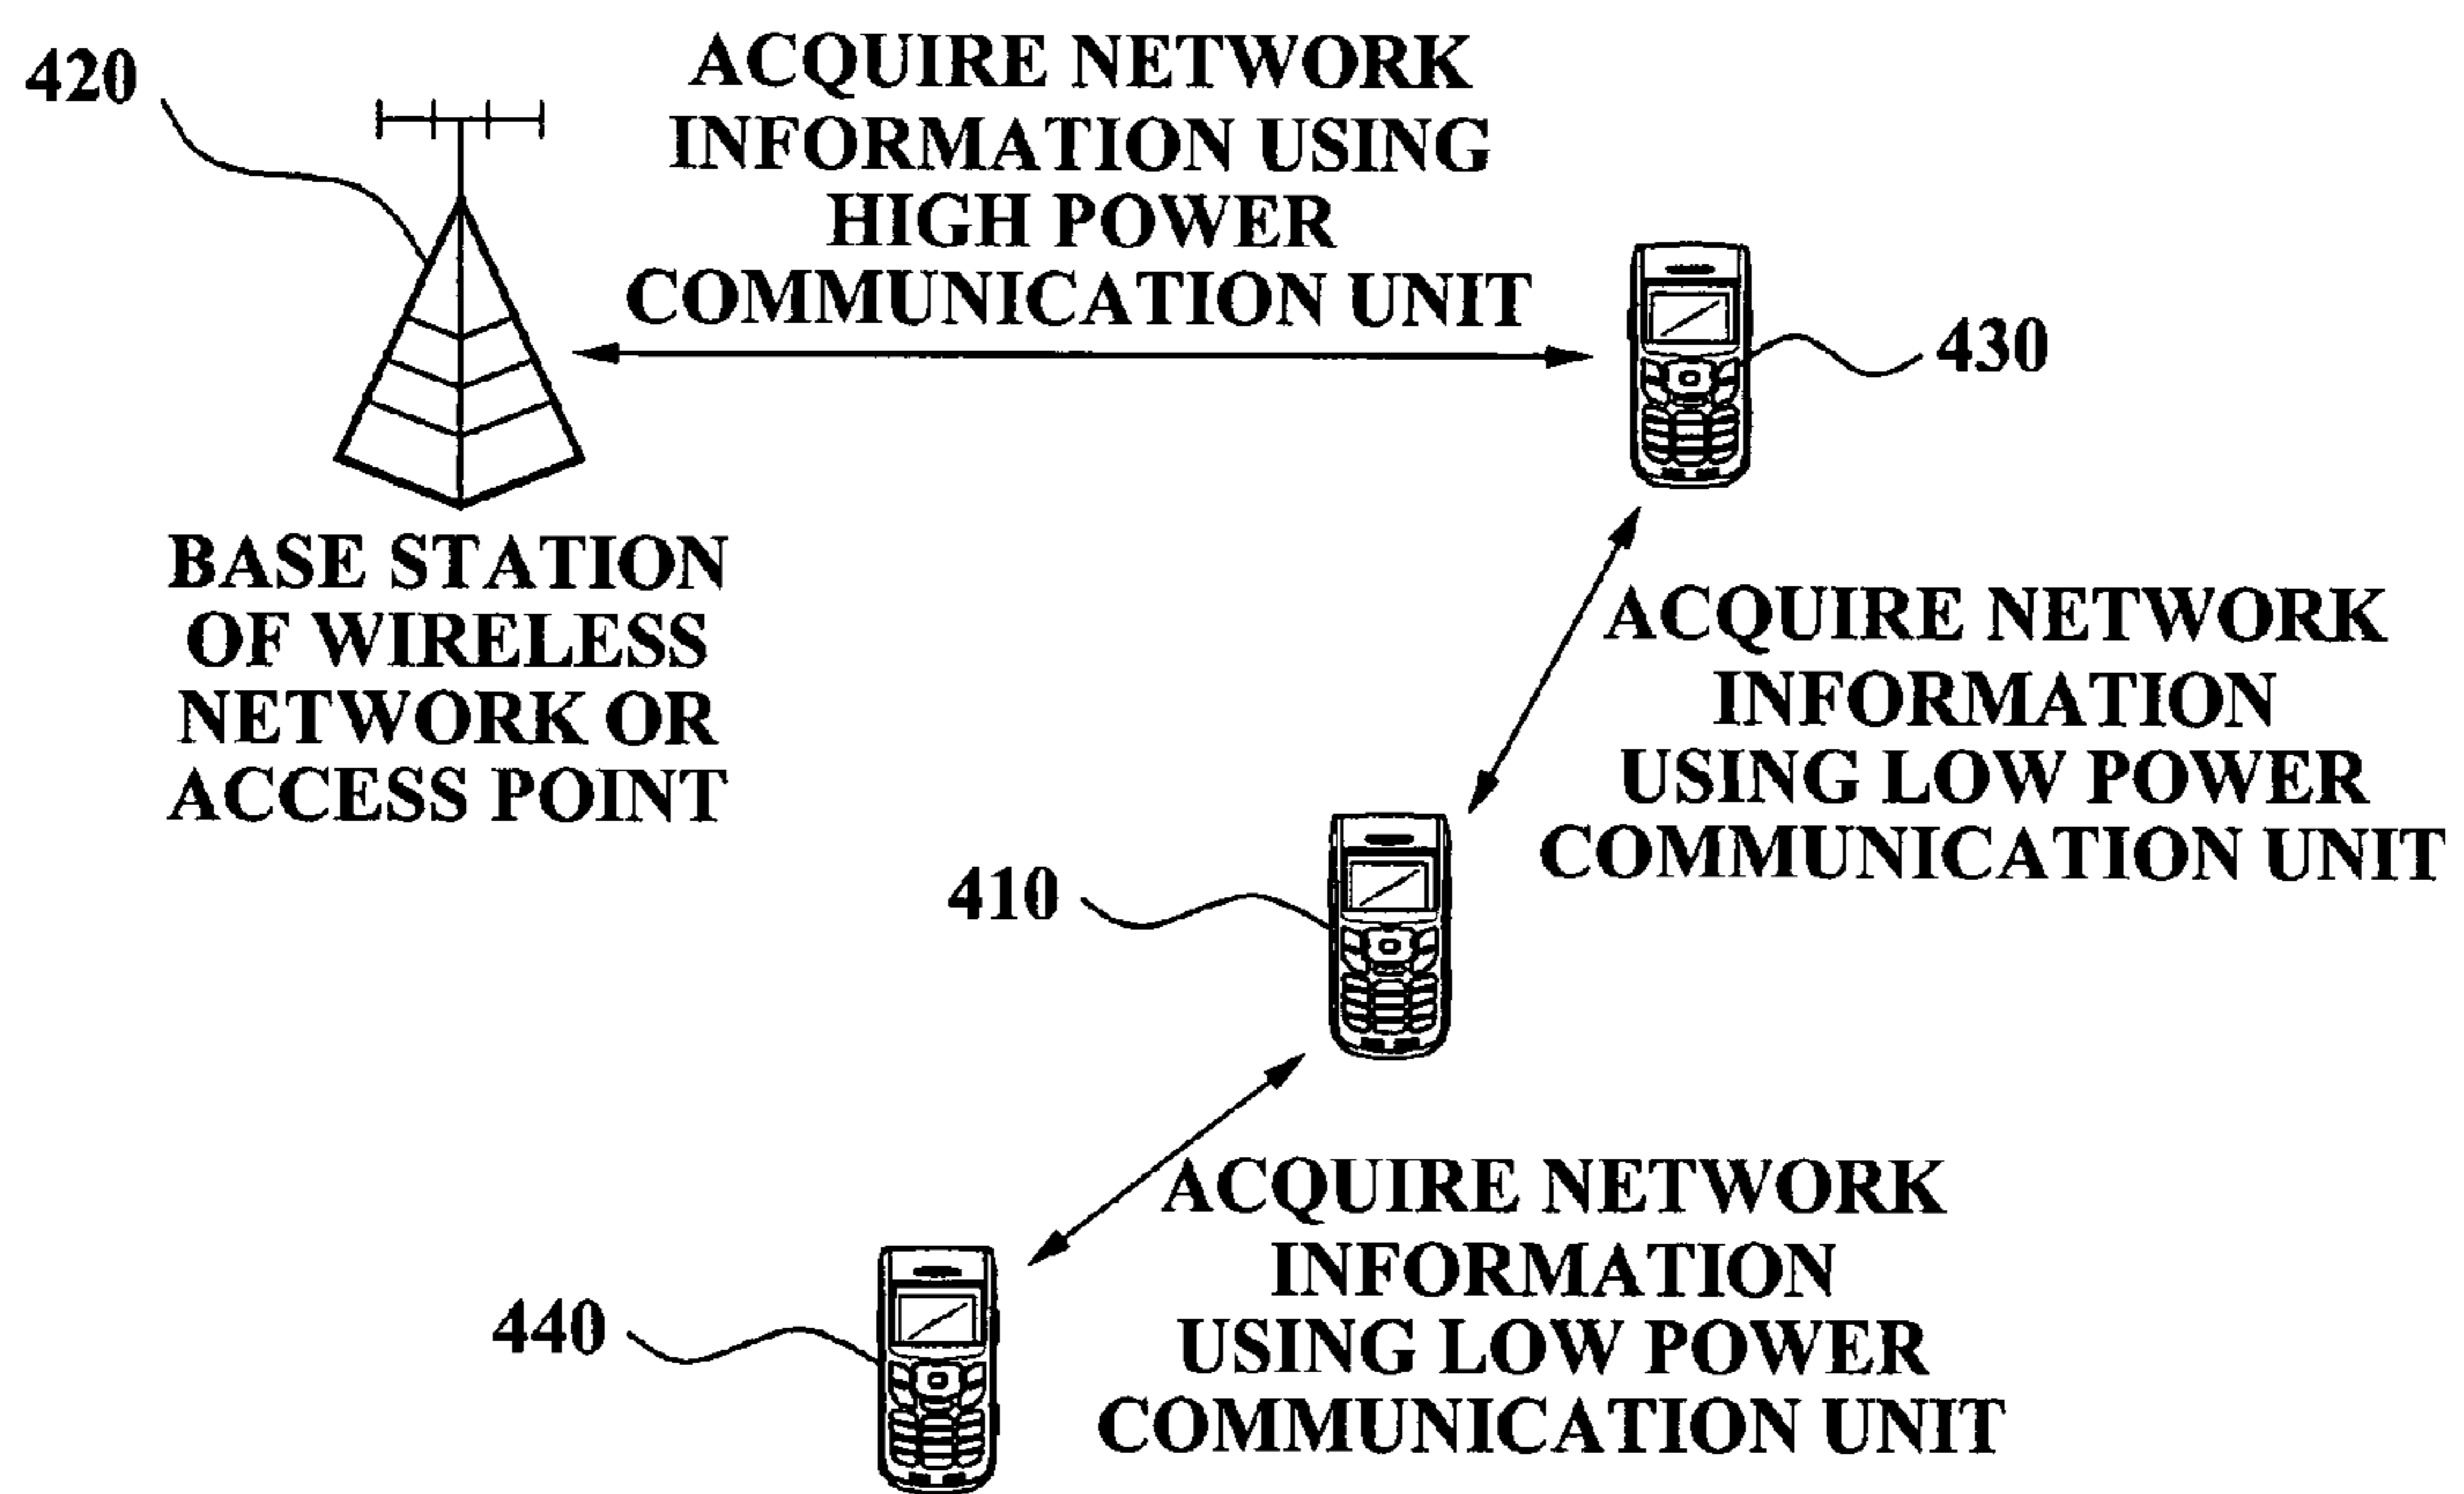 420
ACQUIRE NETWORK
INFORMATION USING
HIGH POWER
COMMUNICATION UNIT
430
BASE STATION
OF WIRELESS
NETWORK OR
ACCESS POINT
ACQUIRE NETWORK
INFORMATION
USING LOW POWER
COMMUNICATION UNIT
410
ACQUIRE NETWORK
INFORMATION
USING LOW POWER
COMMUNICATION UNIT
440